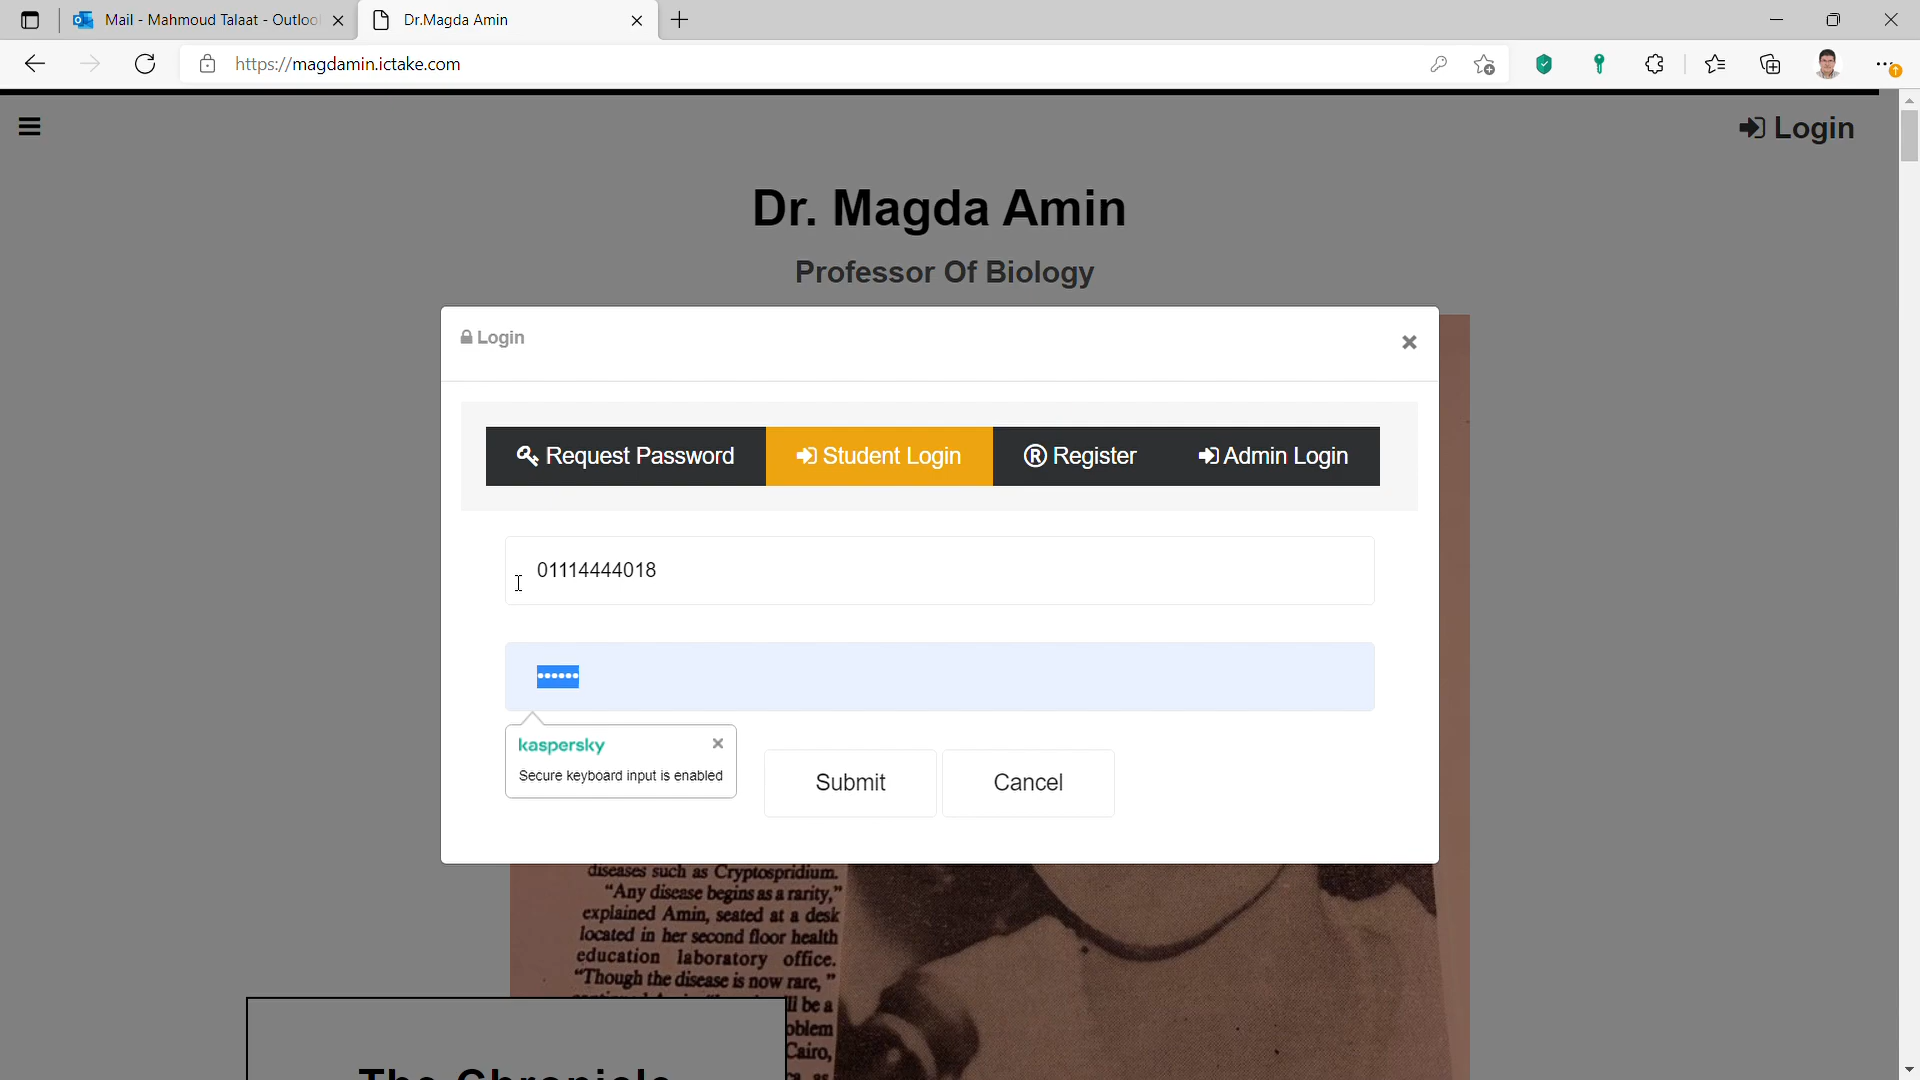 Mail - Mahmoud Talaat - Outloo
Dr.Magda Amin
https://magdamin.ictake.com
Login
Dr. Magda Amin
Professor Of Biology
Login
Request Password
Student Login
Register
Admin Login
01114444018
••••••
kaspersky
Secure keyboard input is enabled
Submit
Cancel
diseases such as Cryptospridium.
“Any disease begins as a rarity,”
explained Amin, seated at a desk
located in her second floor health
education laboratory office.
“Though the disease is now rare, ”
ll be a
oblem
Cairo,
The Chronicle